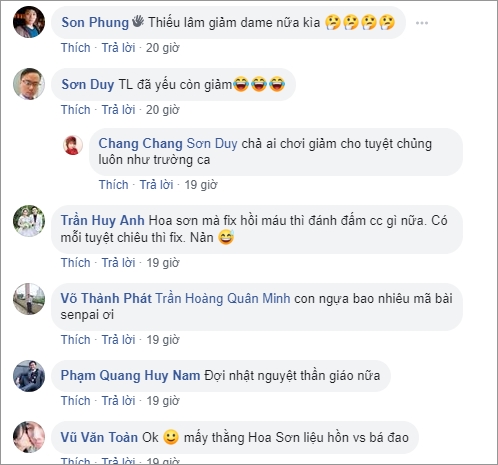 Son Phung👋 Thiếu lâm giảm dame nữa kìa 🤔🤔🤔🤔
Thích · Trả lời · 20 giờ
Sơn Duy TL đã yếu còn giảm😂😂😂
Thích · Trả lời · 20 giờ
Chang Chang Sơn Duy chả ai chơi giảm cho tuyệt chủng
luôn như trường ca
Thích · Trả lời · 19 giờ
Trần Huy Anh Hoa sơn mà fix hồi máu thì đánh đấm cc gì nữa. Có
mỗi tuyệt chiêu thì fix. Nản 😅
Thích · Trả lời · 19 giờ
Võ Thành Phát Trần Hoàng Quân Minh con ngựa bao nhiêu mã bài
senpai ơi
Thích · Trả lời · 19 giờ
Phạm Quang Huy Nam Đợi nhật nguyệt thần giáo nữa
Thích · Trả lời · 19 giờ
Vũ Văn Toàn Ok 🙂 mấy thằng Hoa Sơn liệu hồn vs bá đao
Thích · Trả lời · 19 giờ